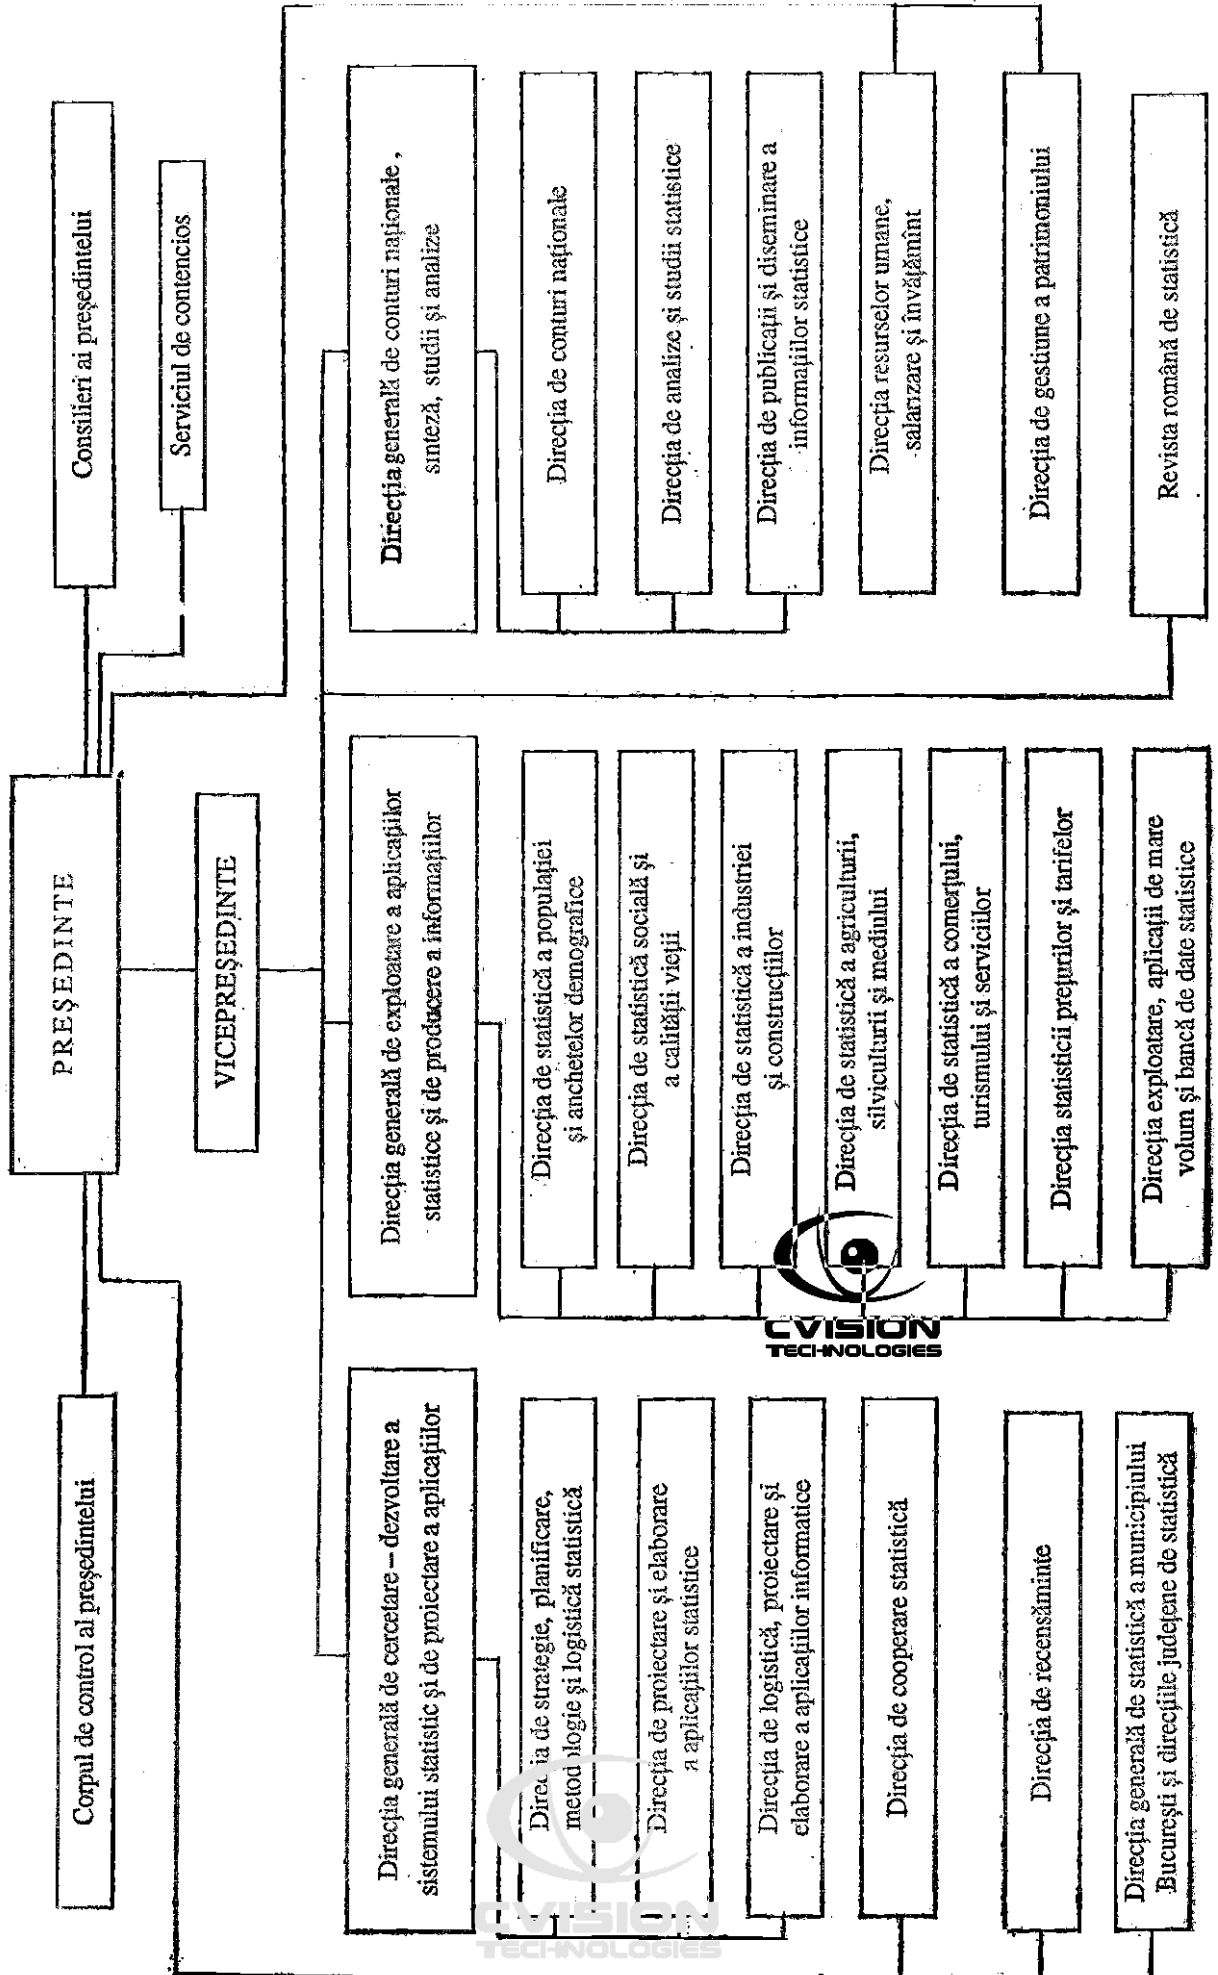 PREȘEDINTE
VICEPREȘEDINTE
Corpul de control al președintelui
Consilieri ai președintelui
Serviciul de contencios
Direcția generală de cercetare – dezvoltare a
sistemului statistic și de proiectare a aplicațiilor
Direcția de strategie, planificare,
metodologie și logistică statistică
Direcția de proiectare și elaborare
a aplicațiilor statistice
Direcția de logistică, proiectare și
elaborare a aplicațiilor informatice
Direcția de cooperare statistică
Direcția de recensăminte
Direcția generală de statistică a municipiului
București și direcțiile județene de statistică
Direcția generală de exploatare a aplicațiilor
statistice și de producere a informațiilor
Direcția de statistică a populației
și anchetelor demografice
Direcția de statistică socială și
a calității vieții
Direcția de statistică a industriei
și construcțiilor
Direcția de statistică a agriculturii,
silviculturii și mediului
Direcția de statistică a comerțului,
turismului și serviciilor
Direcția statisticii prețurilor și tarifelor
Direcția exploatare, aplicații de mare
volum și bancă de date statistice
Direcția generală de conturi naționale,
sinteză, studii și analize
Direcția de conturi naționale
Direcția de analize și studii statistice
Direcția de publicații și diseminare a
informațiilor statistice
Direcția resurselor umane,
salarizare și învățămînt
Direcția de gestiune a patrimoniului
Revista română de statistică
CVISION
TECHNOLOGIES
CVISION
TECHNOLOGIES